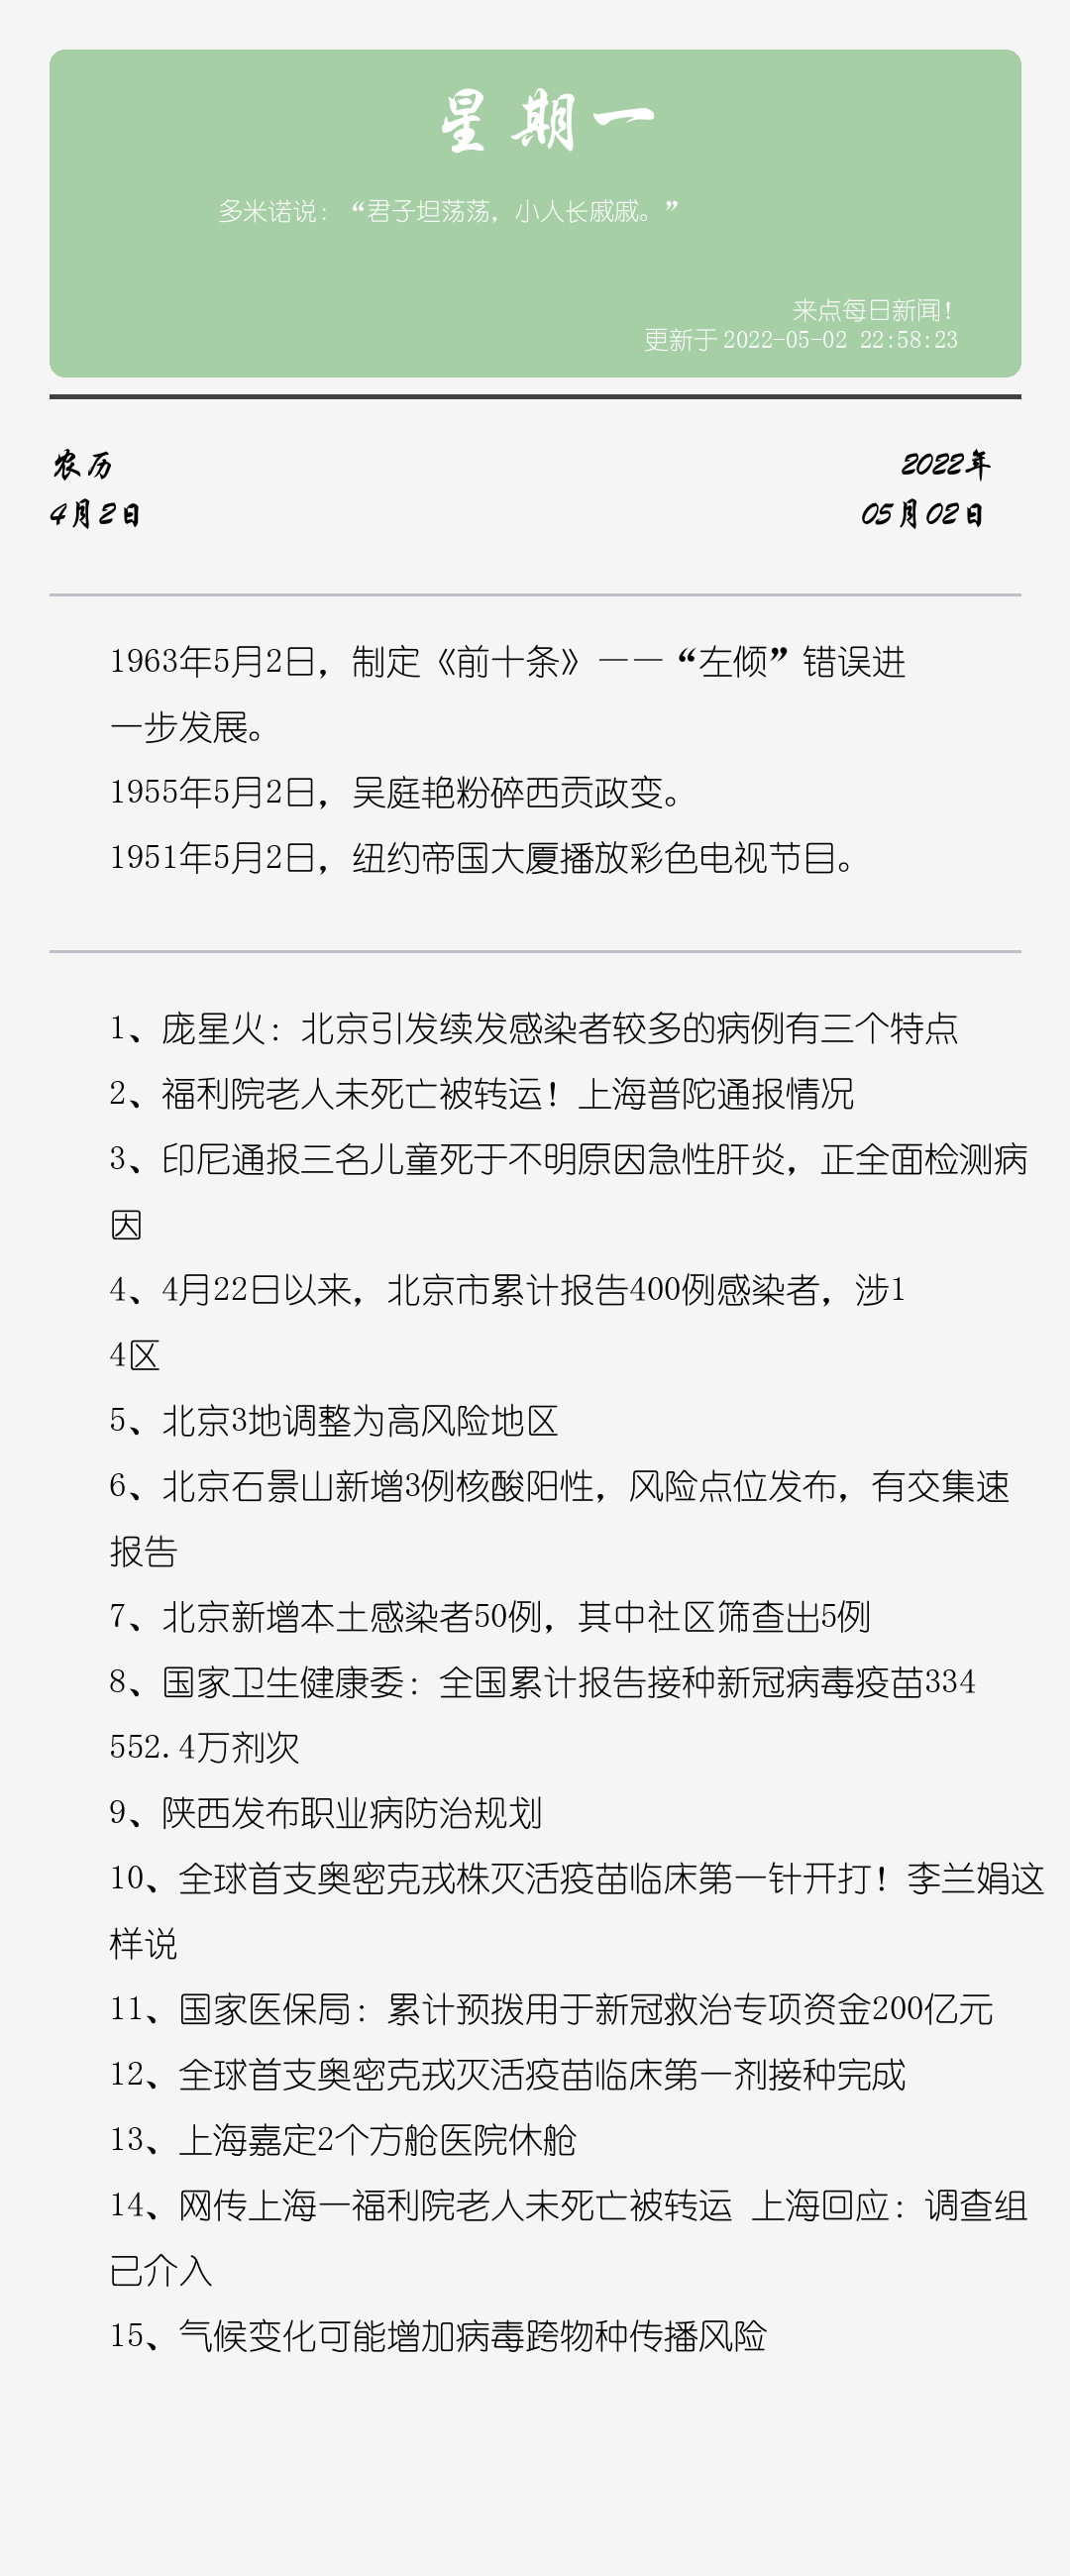 星期一
多米诺说：“君子坦荡荡，小人长戚戚。”
来点每日新闻！
更新于 2022-05-02 22:58:23
农历
2022年
4月2日
05月02日
1963年5月2日，制定《前十条》——“左倾”错误进
一步发展。
1955年5月2日，吴庭艳粉碎西贡政变。
1951年5月2日，纽约帝国大厦播放彩色电视节目。
1、庞星火：北京引发续发感染者较多的病例有三个特点
2、福利院老人未死亡被转运！上海普陀通报情况
3、印尼通报三名儿童死于不明原因急性肝炎，正全面检测病
因
4、4月22日以来，北京市累计报告400例感染者，涉1
4区
5、北京3地调整为高风险地区
6、北京石景山新增3例核酸阳性，风险点位发布，有交集速
报告
7、北京新增本土感染者50例，其中社区筛查出5例
8、国家卫生健康委：全国累计报告接种新冠病毒疫苗334
552.4万剂次
9、陕西发布职业病防治规划
10、全球首支奥密克戎株灭活疫苗临床第一针开打！李兰娟这
样说
11、国家医保局：累计预拨用于新冠救治专项资金200亿元
12、全球首支奥密克戎灭活疫苗临床第一剂接种完成
13、上海嘉定2个方舱医院休舱
14、网传上海一福利院老人未死亡被转运 上海回应：调查组
已介入
15、气候变化可能增加病毒跨物种传播风险